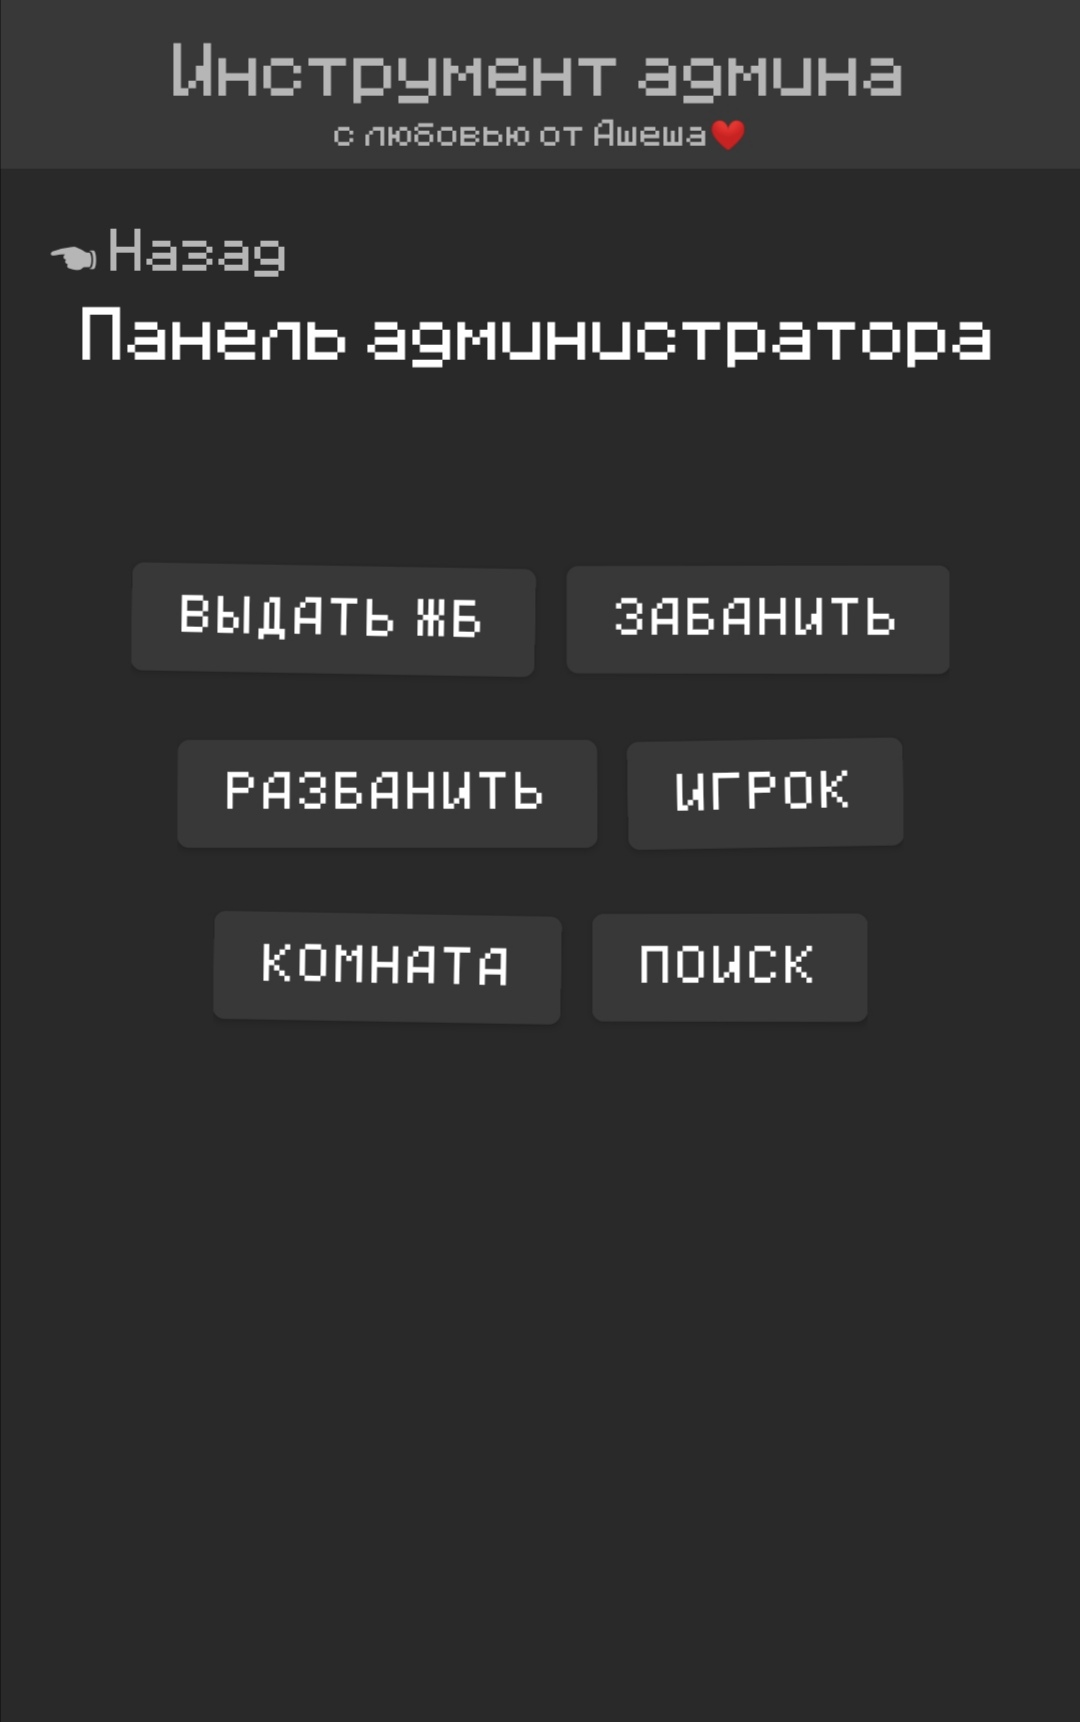 Инструмент админа
с любовью от Ашеша❤️
👈Назад
Панель администратора
ВЫДАТЬ ЖБ
ЗАБАНИТЬ
РАЗБАНИТЬ
ИГРОК
КОМНАТА
ПОИСК